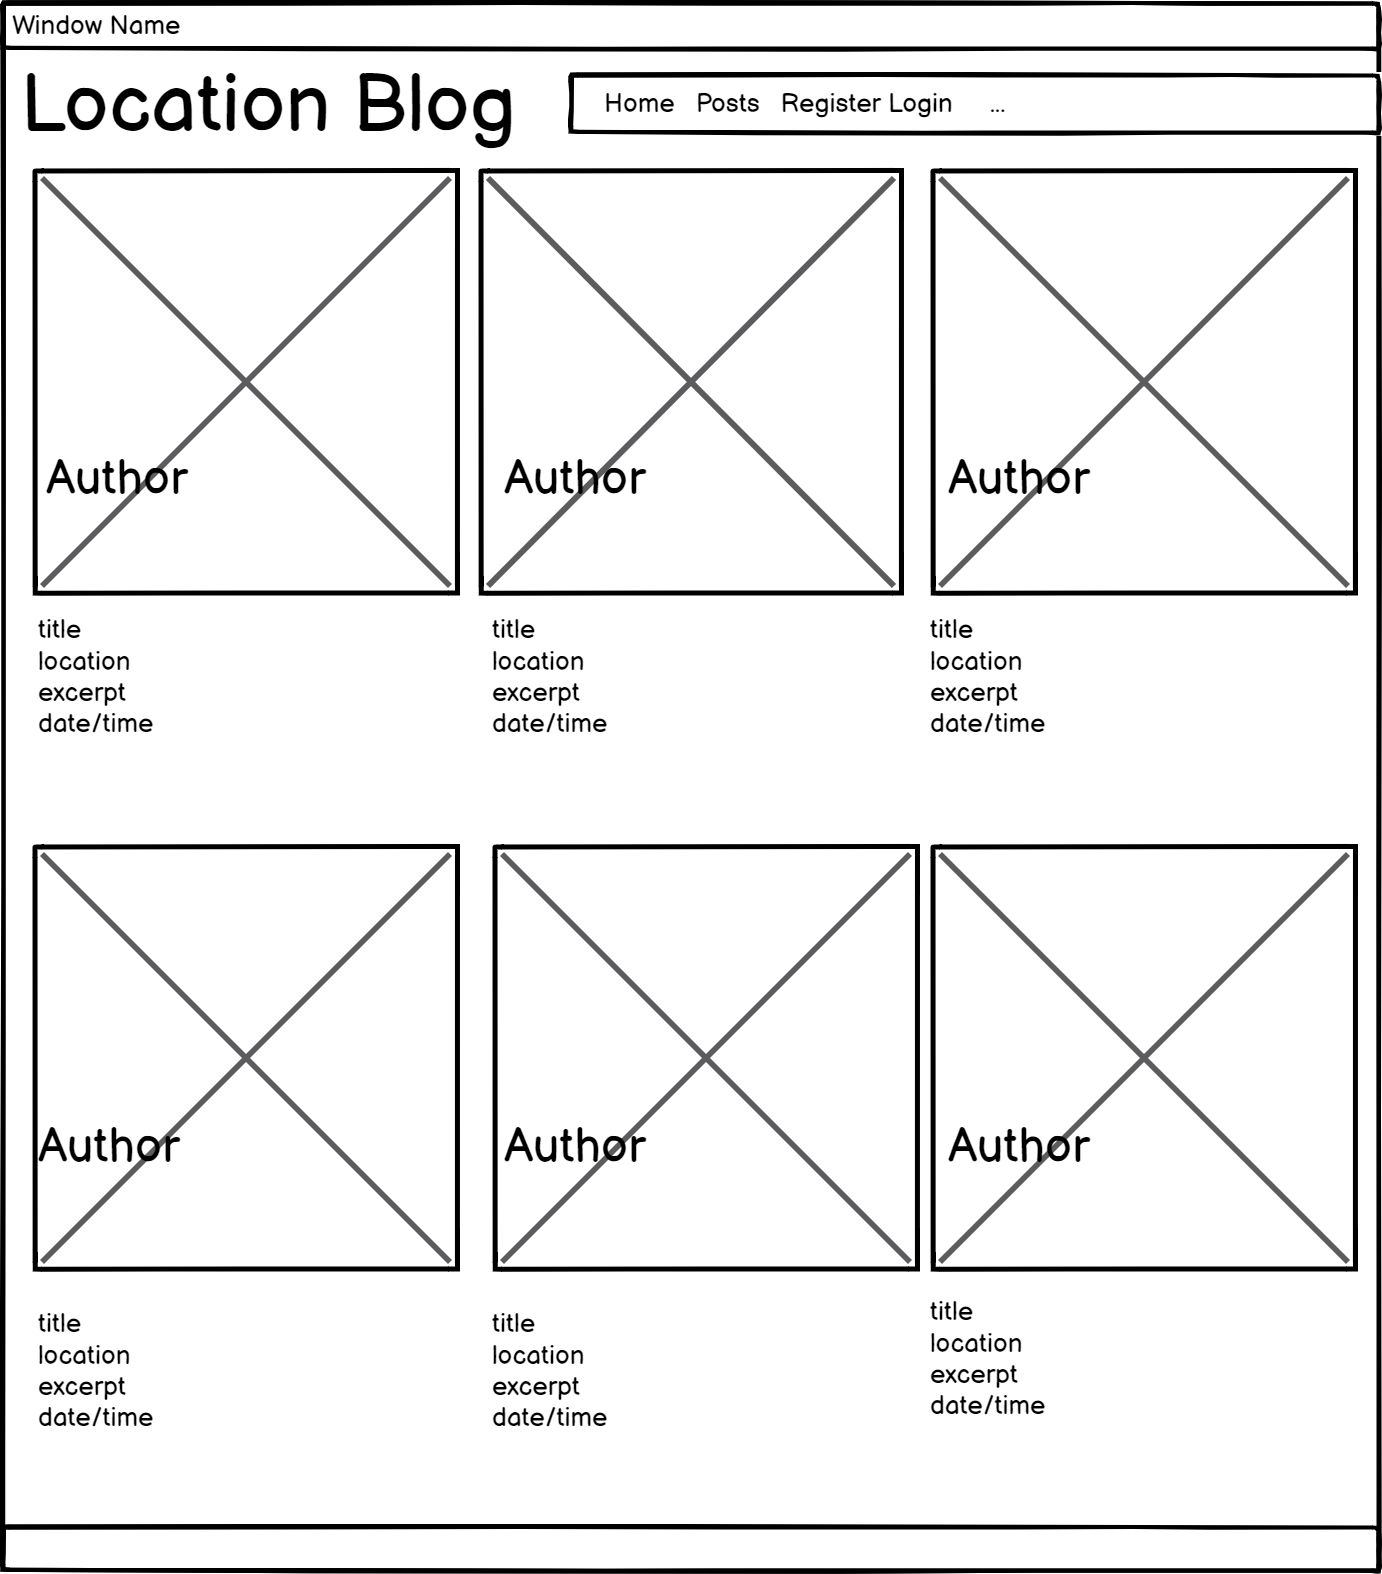 Window Name
Location Blog
Home Posts Register Login ...
Author Author Author
title title title
location location location
excerpt excerpt excerpt
date/time date/time date/time
Author Author Author
title title title
location location location
excerpt excerpt excerpt
date/time date/time date/time